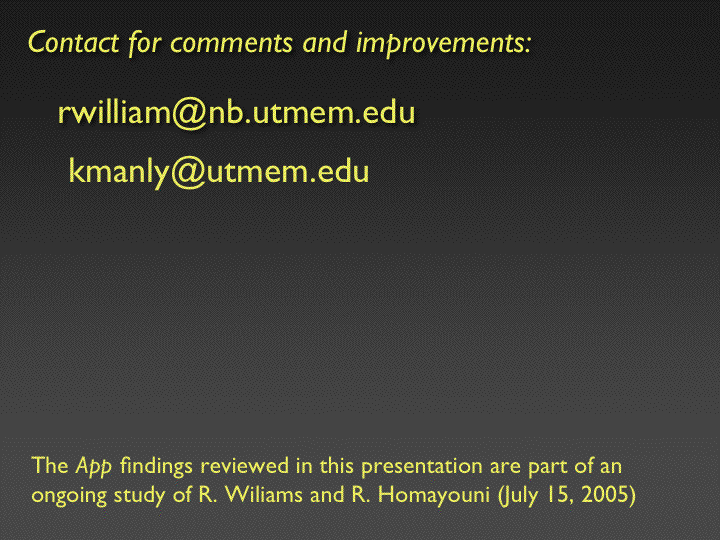 Contact for comments and improvements:
rwilliam@nb.utmem.edu
kmanly@utmem.edu
The App findings reviewed in this presentation are part of an
ongoing study of R. Wiliams and R. Homayouni (July 15, 2005)